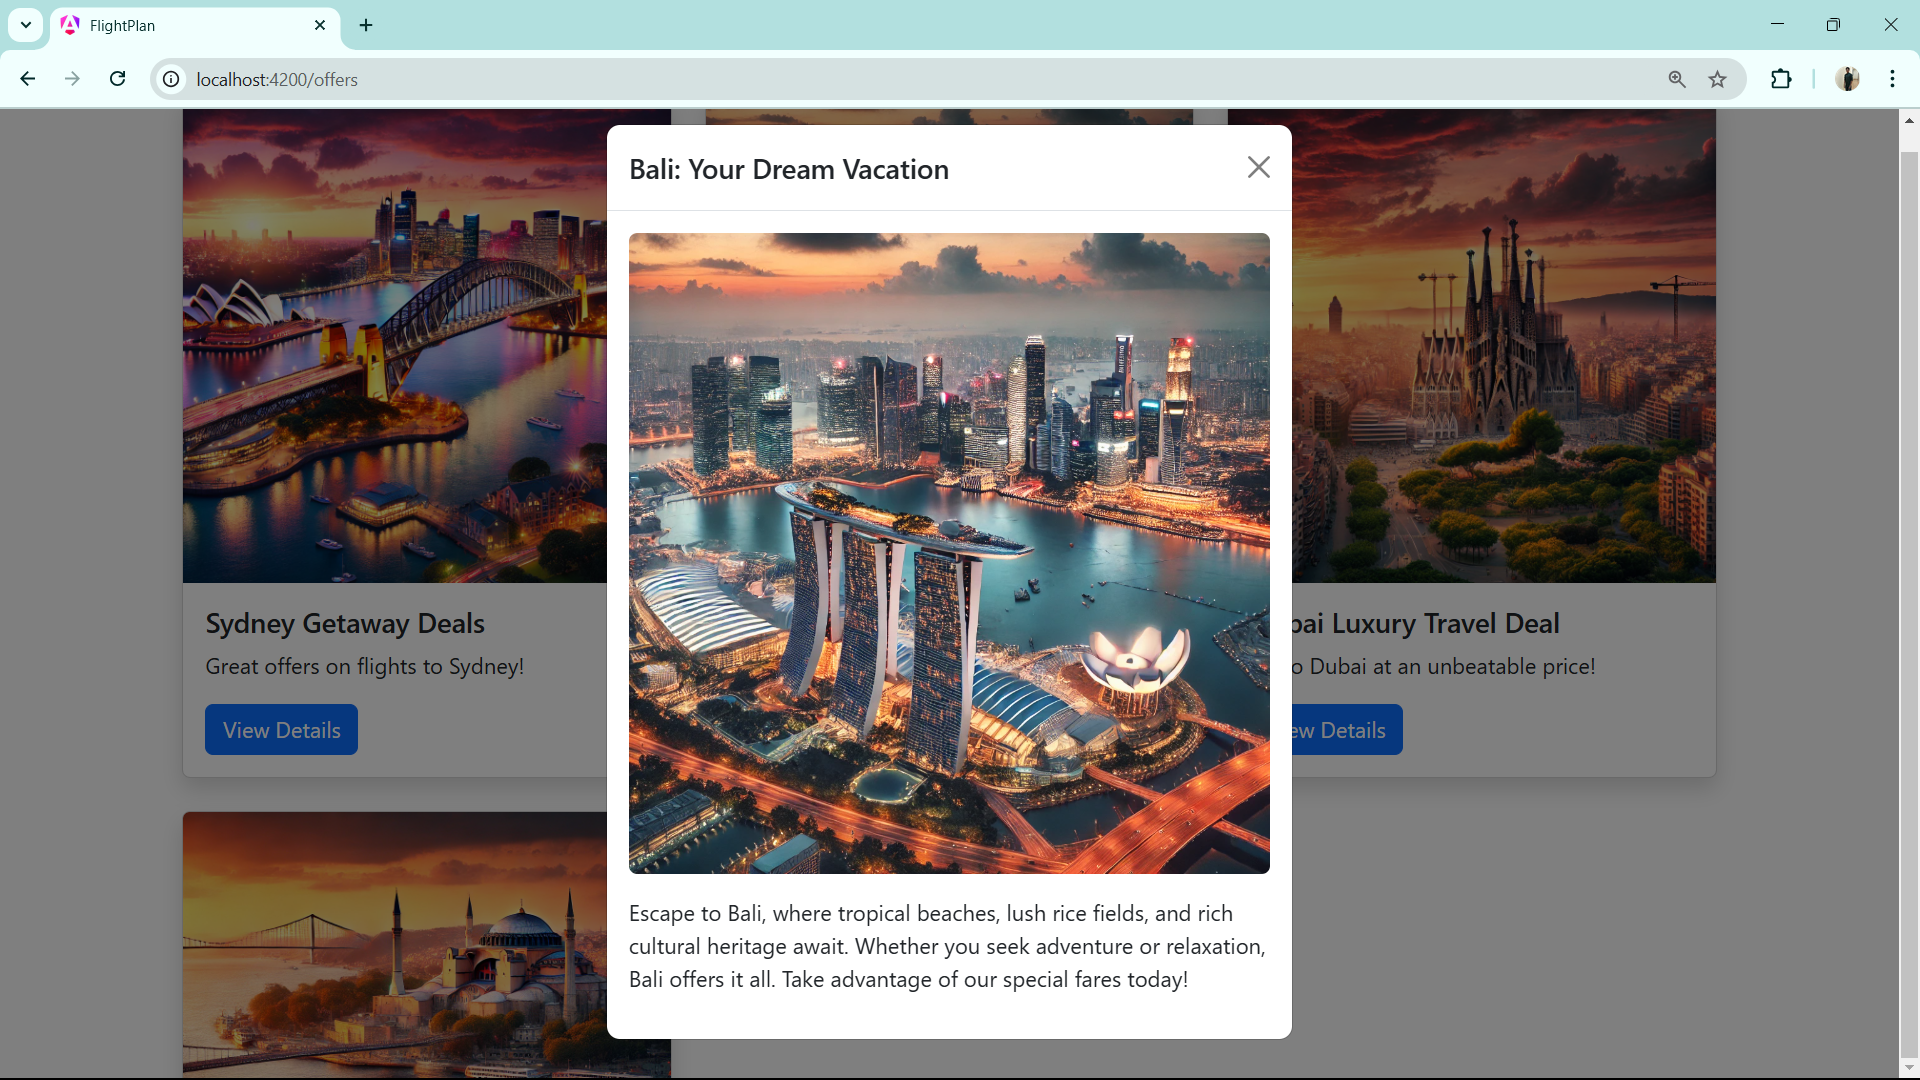 FlightPlan
localhost:4200/offers
Bali: Your Dream Vacation
Escape to Bali, where tropical beaches, lush rice fields, and rich
cultural heritage await. Whether you seek adventure or relaxation,
Bali offers it all. Take advantage of our special fares today!
Sydney Getaway Deals
Great offers on flights to Sydney!
View Details
bai Luxury Travel Deal
o Dubai at an unbeatable price!
ew Details